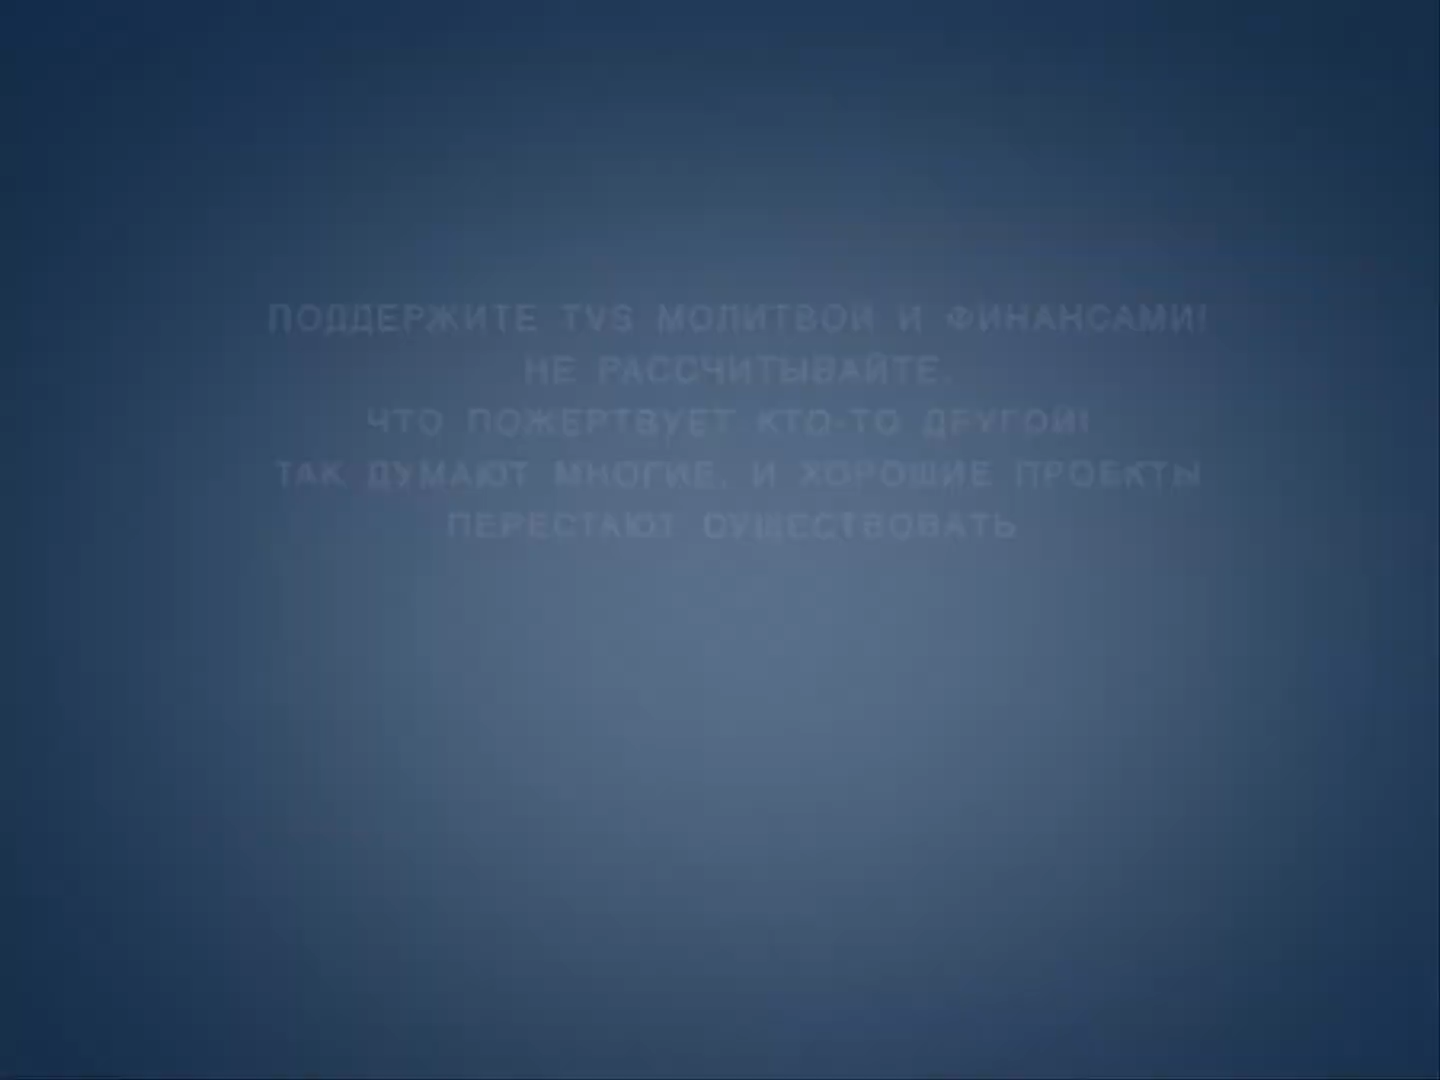 ПОДДЕРЖИТЕ TVS МОЛИТВОЙ И ФИНАНСАМИ!
НЕ РАССЧИТЫВАЙТЕ,
ЧТО ПОЖЕРТВУЕТ КТО-ТО ДРУГОЙ!
ТАК ДУМАЮТ МНОГИЕ, И ХОРОШИЕ ПРОЕКТЫ
ПЕРЕСТАЮТ СУЩЕСТВОВАТЬ